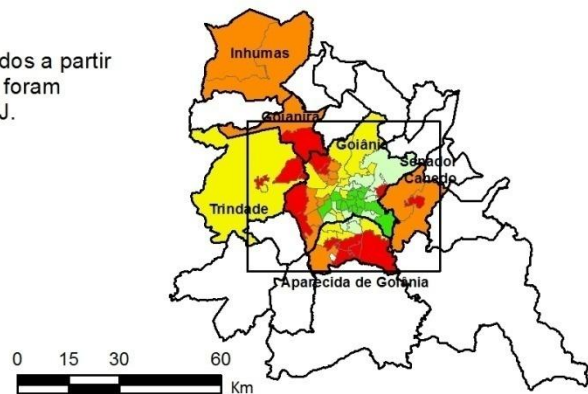 dos a partir
foram
J.
Inhumas
Goianira
Goiânia
Senador
Canedo
Trindade
Aparecida de Goiânia
0 15 30 60
Km